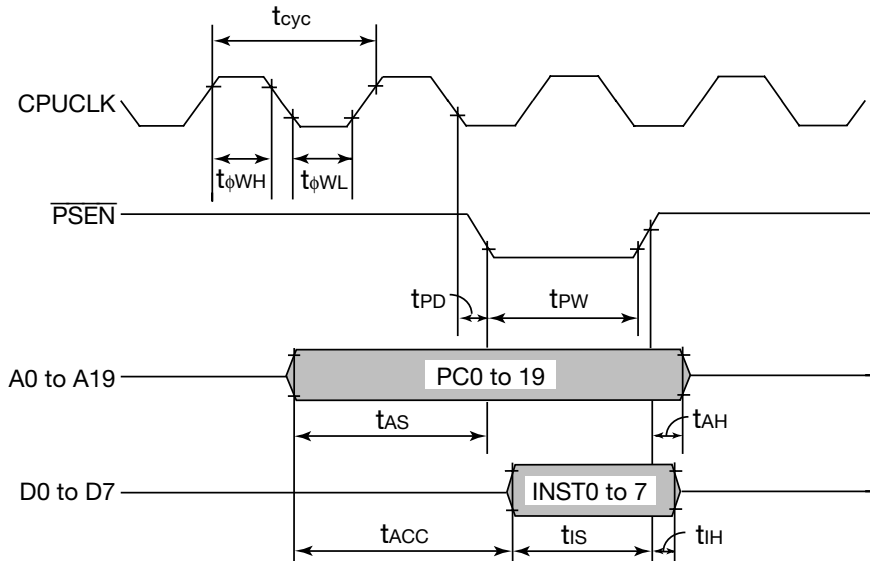 tcyc
CPUCLK
tφWH tφWL
PSEN
tPD tPW
A0 to A19 PC0 to 19
tAS tAH
D0 to D7 INST0 to 7
tACC tIS tIH